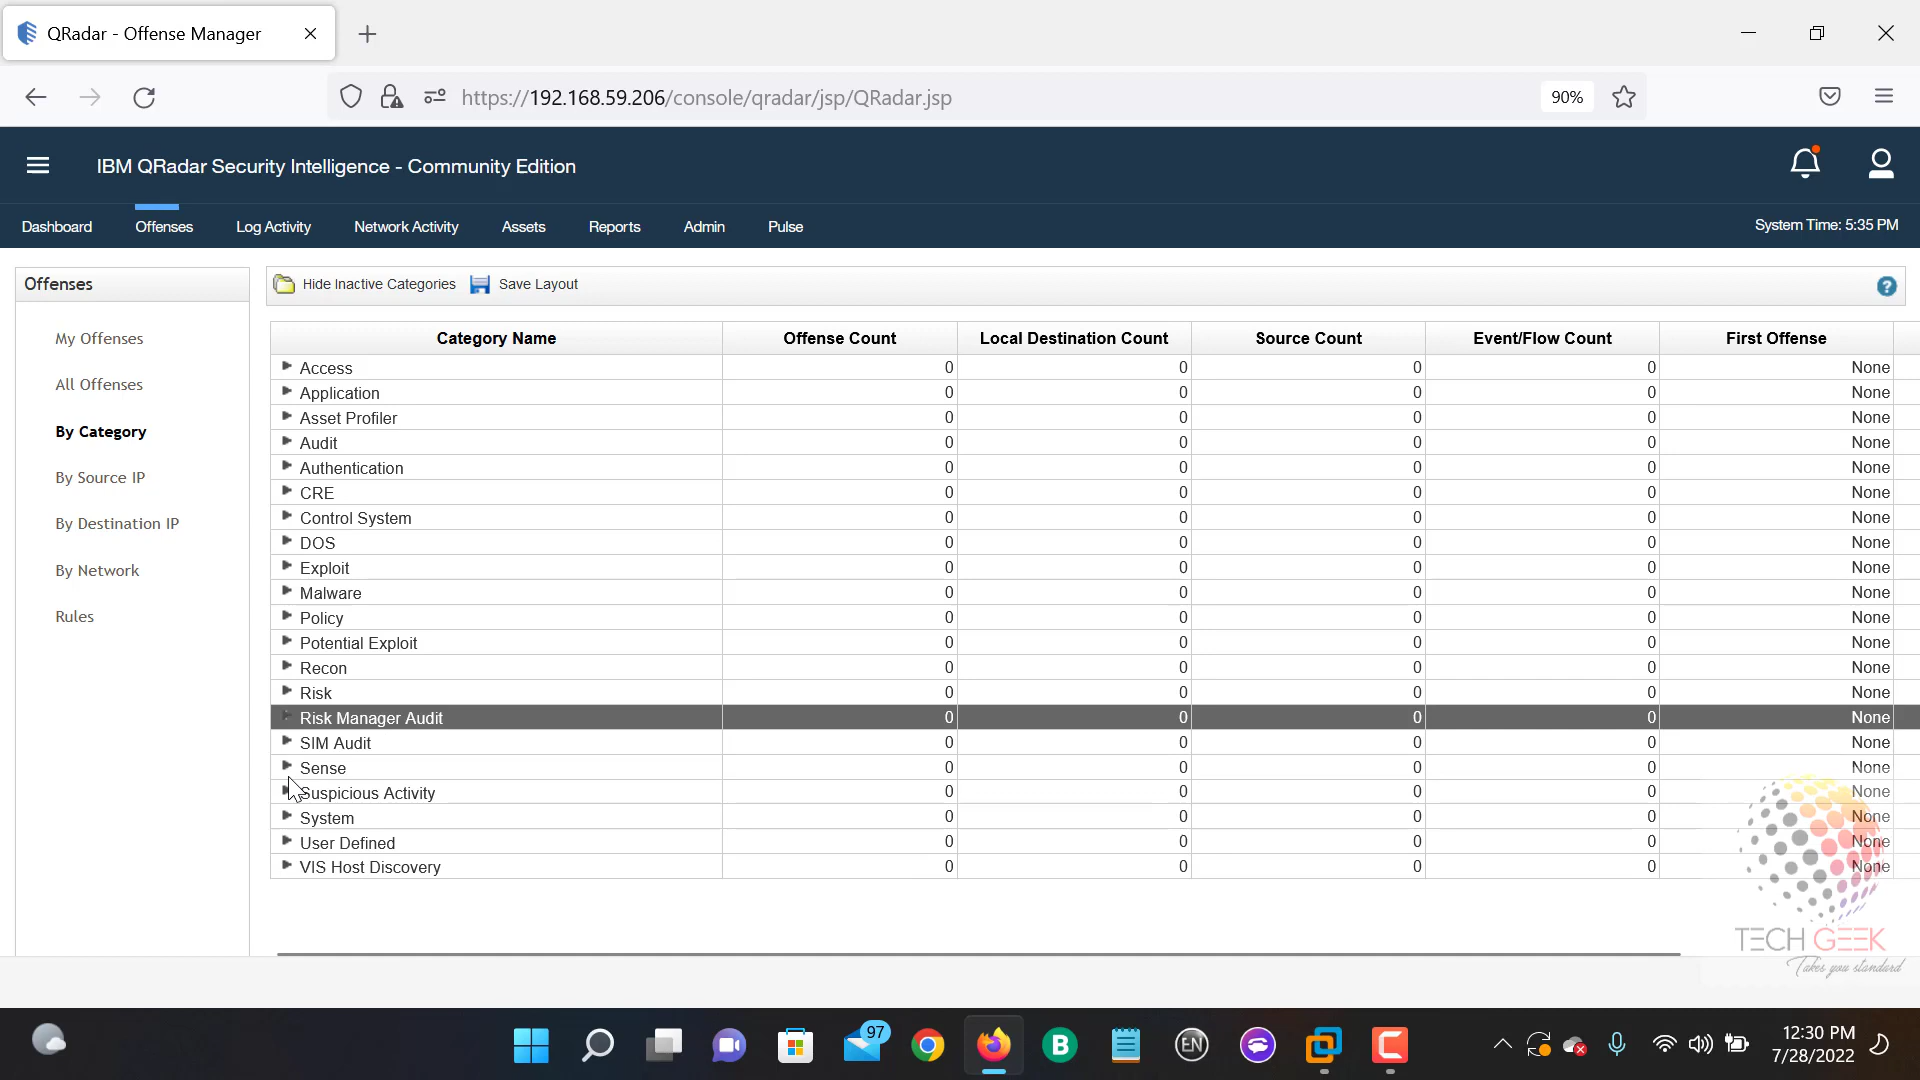 QRadar - Offense Manager
https://192.168.59.206/console/qradar/jsp/QRadar.jsp
90%
IBM QRadar Security Intelligence - Community Edition
Dashboard Offenses Log Activity Network Activity Assets Reports Admin Pulse System Time: 5:35 PM
Offenses
My Offenses
All Offenses
By Category
By Source IP
By Destination IP
By Network
Rules
Hide Inactive Categories Save Layout ?
Category Name Offense Count Local Destination Count Source Count Event/Flow Count First Offense
Access 0 0 0 0 None
Application 0 0 0 0 None
Asset Profiler 0 0 0 0 None
Audit 0 0 0 0 None
Authentication 0 0 0 0 None
CRE 0 0 0 0 None
Control System 0 0 0 0 None
DOS 0 0 0 0 None
Exploit 0 0 0 0 None
Malware 0 0 0 0 None
Policy 0 0 0 0 None
Potential Exploit 0 0 0 0 None
Recon 0 0 0 0 None
Risk 0 0 0 0 None
Risk Manager Audit 0 0 0 0 None
SIM Audit 0 0 0 0 None
Sense 0 0 0 0 None
Suspicious Activity 0 0 0 0 None
System 0 0 0 0 None
User Defined 0 0 0 0 None
VIS Host Discovery 0 0 0 0 None
TECH GEEK
Takes you standard
97
B
EN
C
12:30 PM
7/28/2022